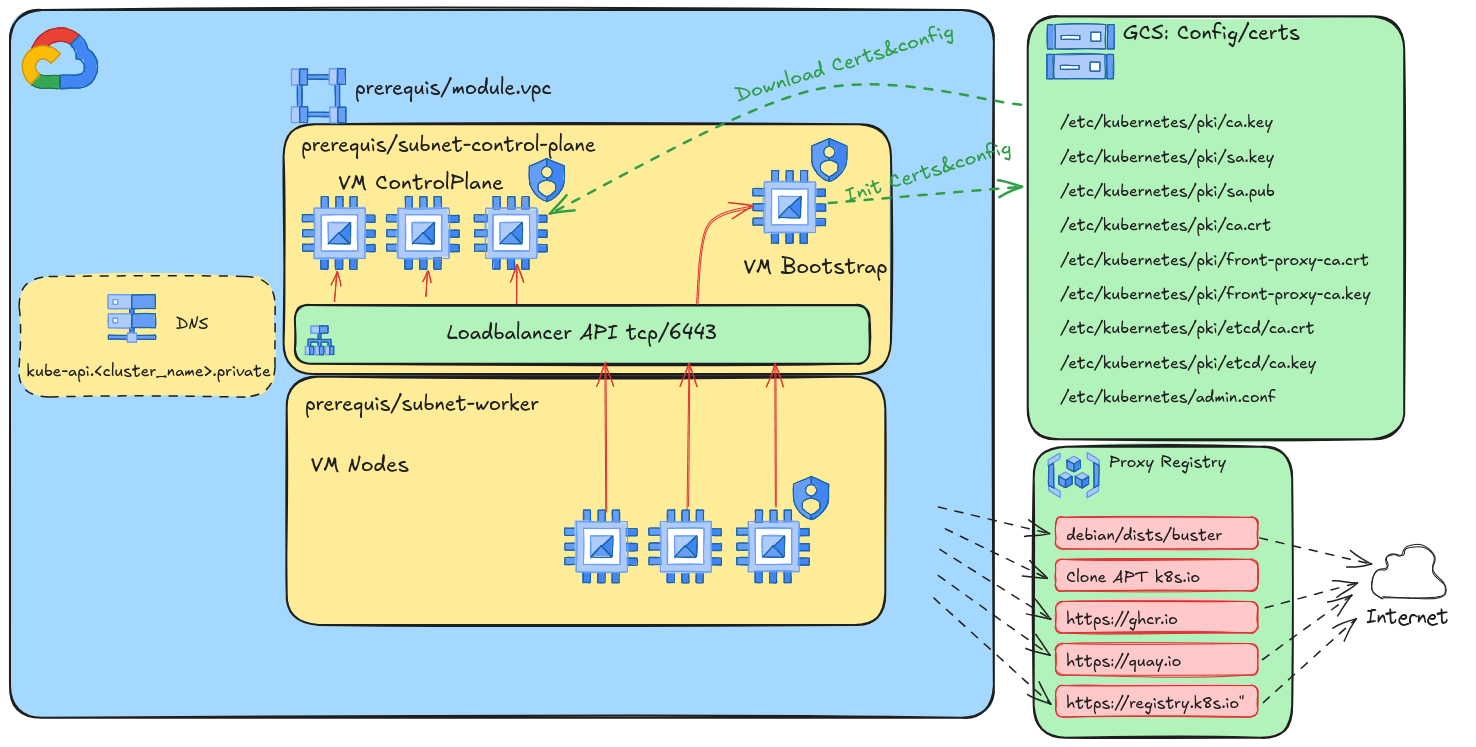 prerequis/module.vpc
prerequis/subnet-control-plane
VM ControlPlane
Download Certs&config
Init Certs&config
VM Bootstrap
Loadbalancer API tcp/6443
DNS
kube-api.<cluster_name>.private
prerequis/subnet-worker
VM Nodes
GCS: Config/certs
/etc/kubernetes/pki/ca.key
/etc/kubernetes/pki/sa.key
/etc/kubernetes/pki/sa.pub
/etc/kubernetes/pki/ca.crt
/etc/kubernetes/pki/front-proxy-ca.crt
/etc/kubernetes/pki/front-proxy-ca.key
/etc/kubernetes/pki/etcd/ca.crt
/etc/kubernetes/pki/etcd/ca.key
/etc/kubernetes/admin.conf
Proxy Registry
debian/dists/buster
Clone APT k8s.io
https://ghcr.io
https://quay.io
https://registry.k8s.io"
Internet